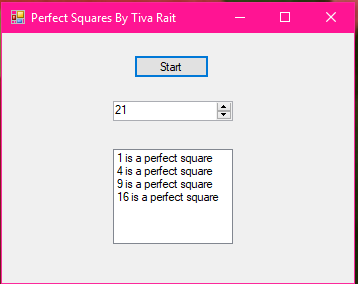 Perfect Squares By Tiva Rait
Start
21
1 is a perfect square
4 is a perfect square
9 is a perfect square
16 is a perfect square